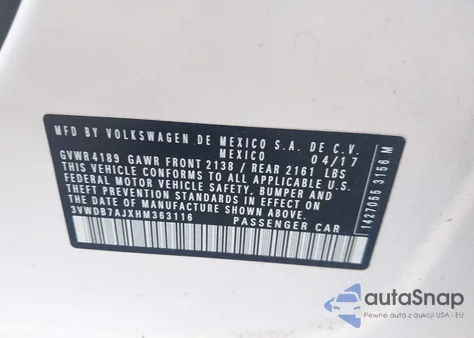 MFD BY VOLKSWAGEN DE MEXICO S.A. DE C.V.
MEXICO 04/17
GVWR 4189 GAWR FRONT 2138 / REAR 2161 LBS
THIS VEHICLE CONFORMS TO ALL APPLICABLE U.S.
FEDERAL MOTOR VEHICLE SAFETY, BUMPER AND
THEFT PREVENTION STANDARDS IN EFFECT ON
THE DATE OF MANUFACTURE SHOWN ABOVE.
3VWDB7AJXHM363116 PASSENGER CAR
1427055 3156 M
autoSnap
Pewne auta z aukcji USA i EU